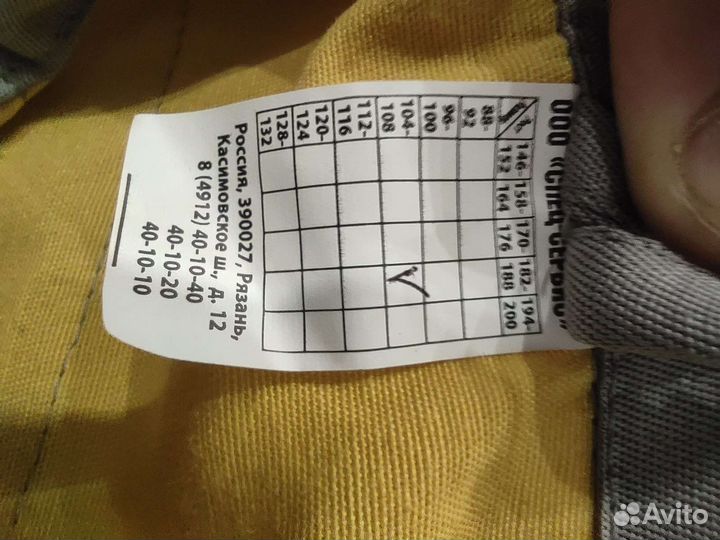 ООО «СПЕЦ СЕРВИС»
146- 158- 170- 182- 194-
152 164 176 188 200
88-
92
96-
100
104-
108
112-
116
120-
124
128-
132
Россия, 390027, Рязань,
Касимовское ш., д. 12
8 (4912) 40-10-40
40-10-20
40-10-10
Avito